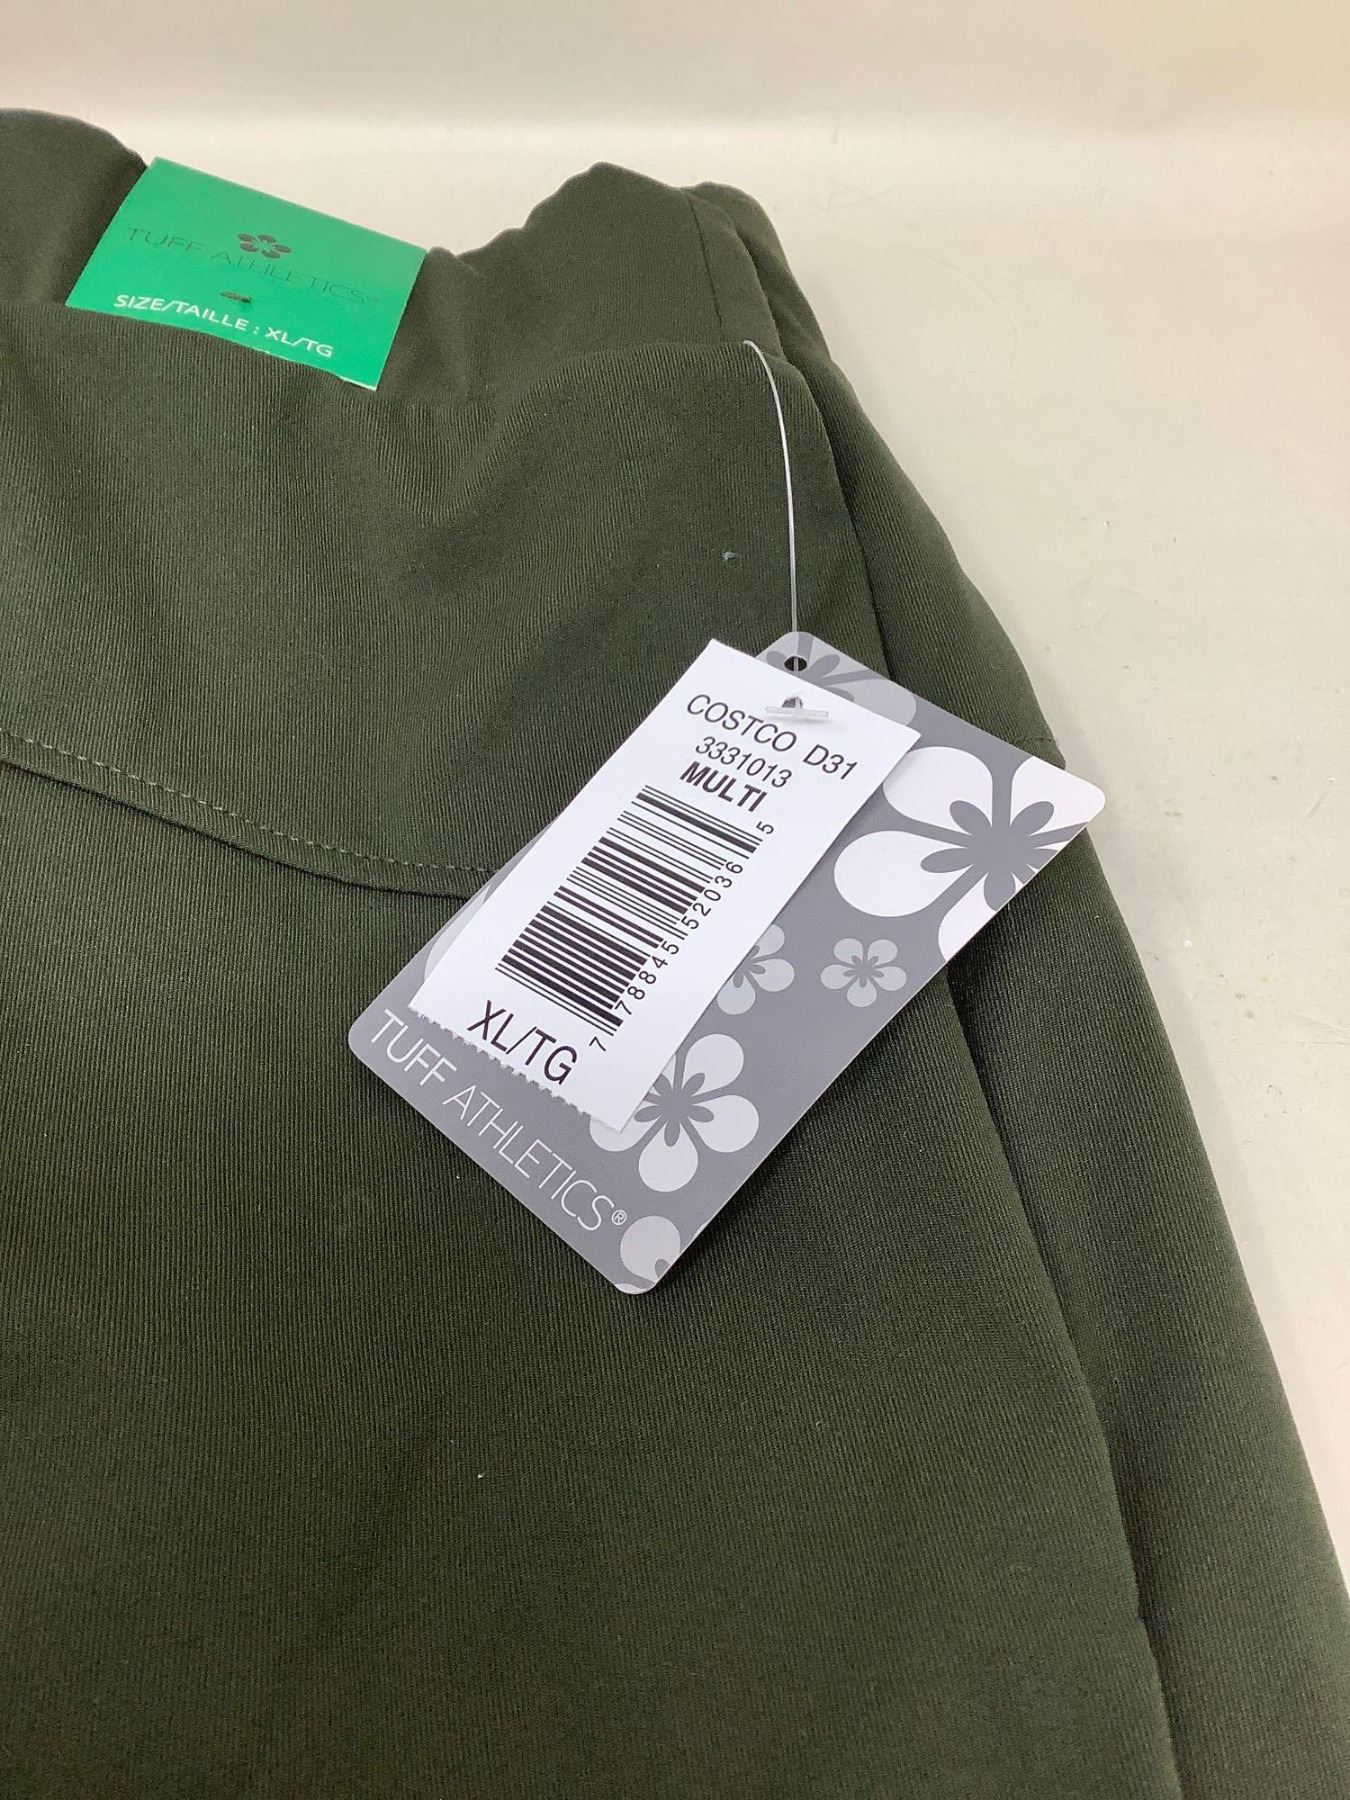 TUFF ATHLETICS®
SIZE/TAILLE : XL/TG
COSTCO D31
3331013
MULTI
7 78845 52036 5
XL/TG
TUFF ATHLETICS®